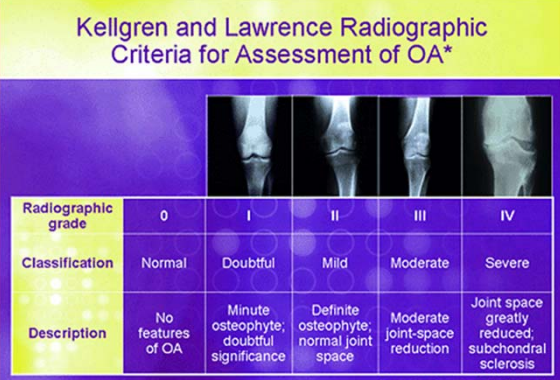 Kellgren and Lawrence Radiographic
Criteria for Assessment of OA*
Radiographic grade 0 I II III IV
Classification Normal Doubtful Mild Moderate Severe
Description
No features of OA
Minute osteophyte; doubtful significance
Definite osteophyte; normal joint space
Moderate joint-space reduction
Joint space greatly reduced; subchondral sclerosis